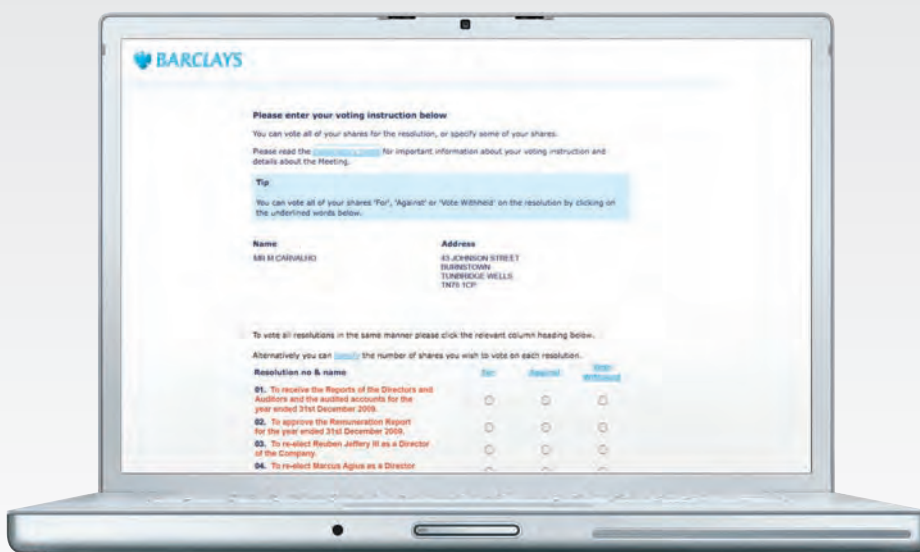 BARCLAYS
Please enter your voting instruction below
You can vote all of your shares for the resolution, or specify some of your shares.
Please read the for important information about your voting instruction and
details about the Meeting.
Tip
You can vote all of your shares 'For', 'Against' or 'Vote Withheld' on the resolution by clicking on
the underlined words below.
Name Address
MR M CARVALHO 43 JOHNSON STREET
BURNSTOWN
TUNBRIDGE WELLS
TN76 1CP
To vote all resolutions in the same manner please click the relevant column heading below.
Alternatively you can specify the number of shares you wish to vote on each resolution.
Resolution no & name For Against Vote Withheld
01. To receive the Reports of the Directors and
Auditors and the audited accounts for the
year ended 31st December 2009.
02. To approve the Remuneration Report
for the year ended 31st December 2009.
03. To re-elect Reuben Jeffery III as a Director
of the Company.
04. To re-elect Marcus Agius as a Director